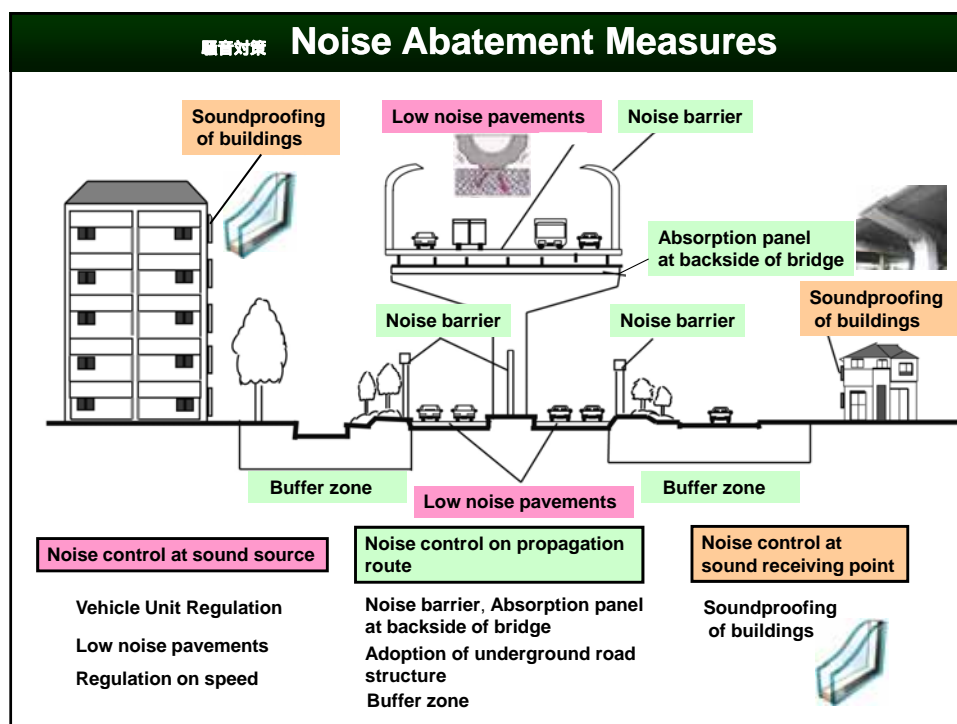 騒音対策 Noise Abatement Measures
Soundproofing
of buildings
Low noise pavements
Noise barrier
Absorption panel
at backside of bridge
Soundproofing
of buildings
Noise barrier
Noise barrier
Buffer zone
Low noise pavements
Buffer zone
Noise control at sound source
Vehicle Unit Regulation
Low noise pavements
Regulation on speed
Noise control on propagation
route
Noise barrier, Absorption panel
at backside of bridge
Adoption of underground road
structure
Buffer zone
Noise control at
sound receiving point
Soundproofing
of buildings